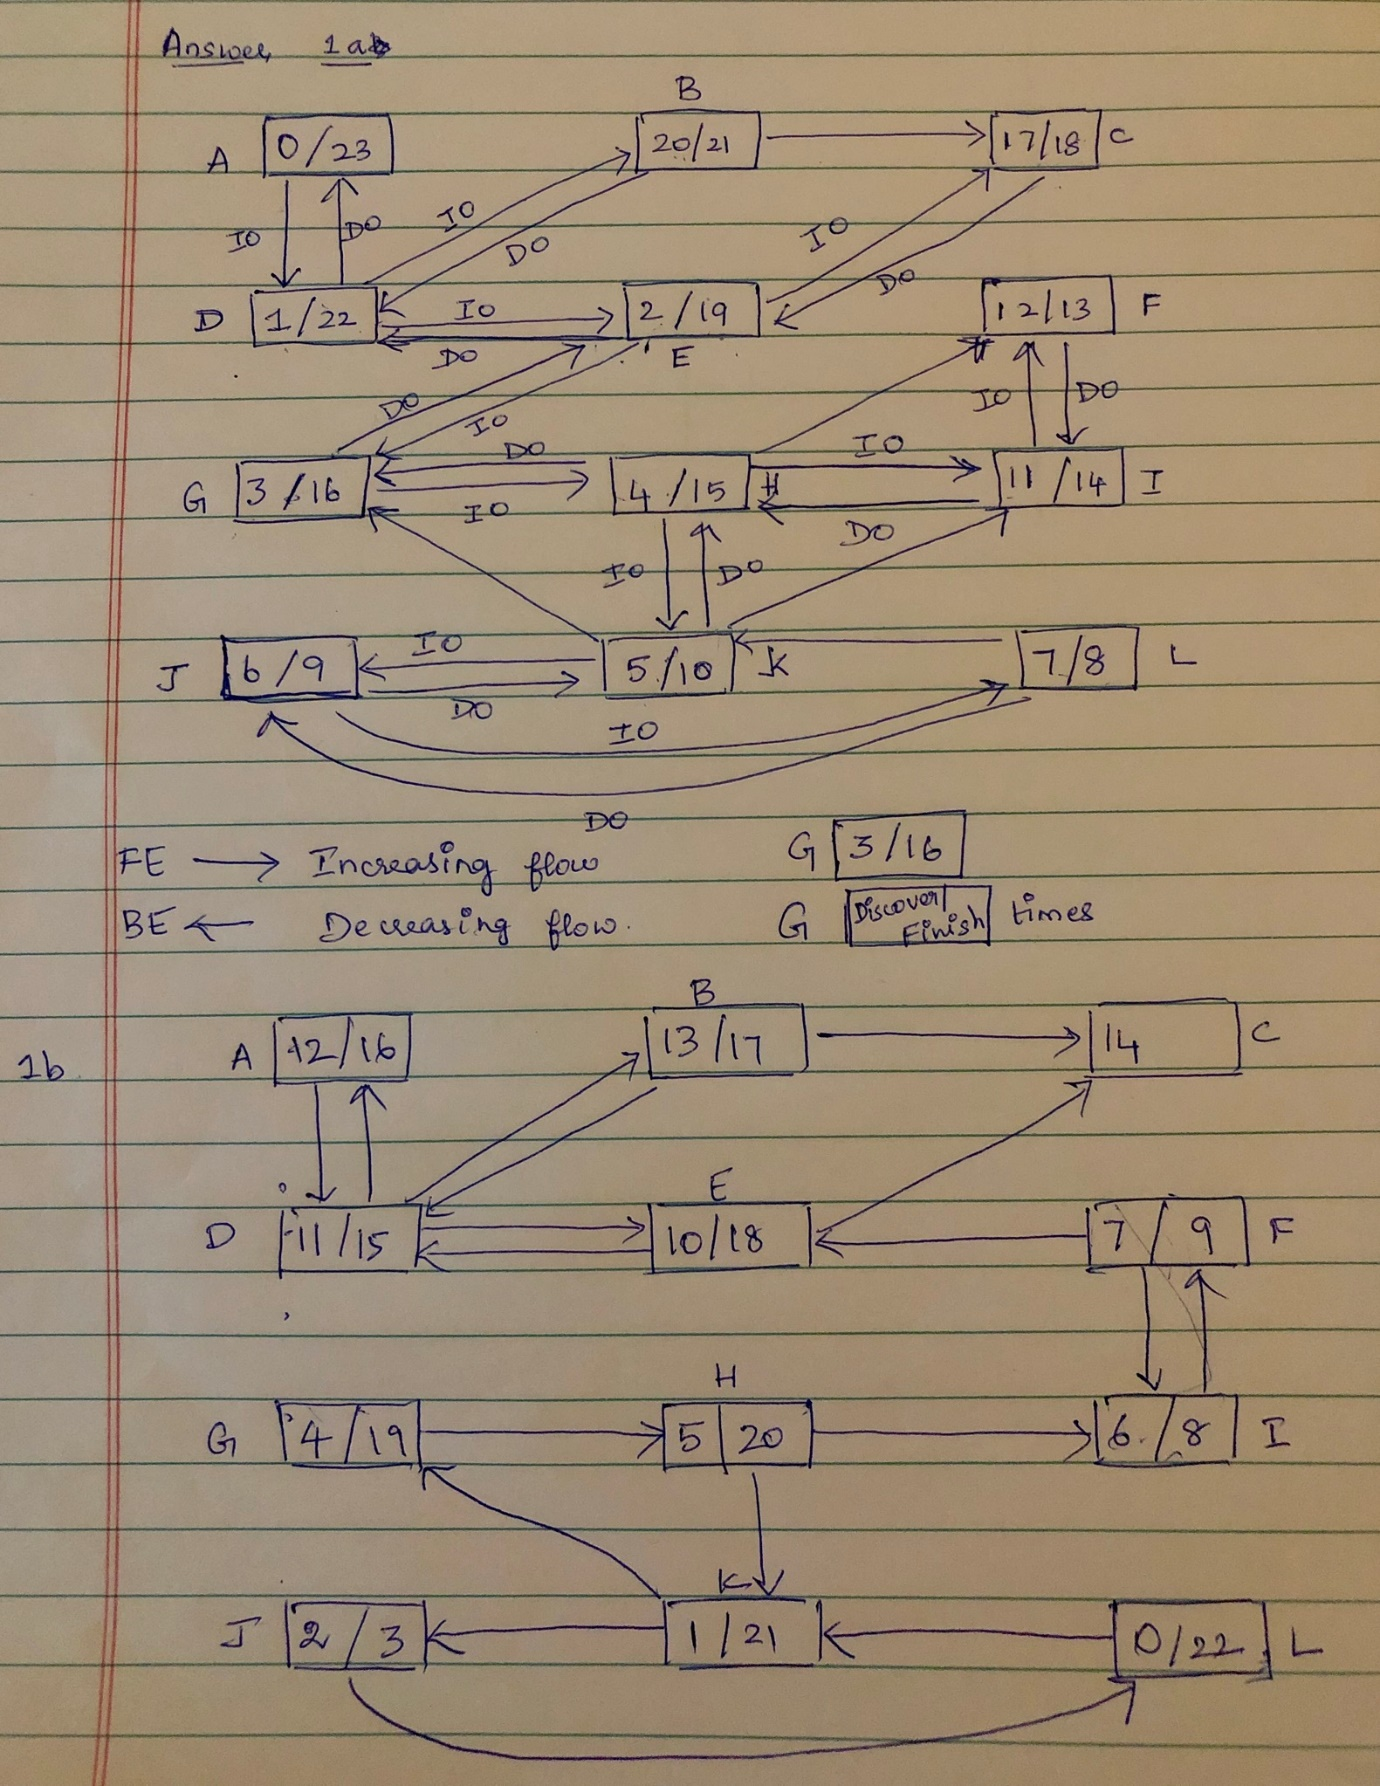 Answer 1ab
B
A 0/23 20/21 17/18 C
IO DO IO DO IO DO
D 1/22 IO 2/19 12/13 F
DO E
DO IO IO DO
DO IO
G 3/16 4/15 H 11/14 I
IO DO
IO DO
IO
J 6/9 5/10 K 7/8 L
DO IO
DO
FE → Increasing flow G 3/16
BE ← Decreasing flow. G Discover/Finish times
B
1b A 12/16 13/17 14 C
E
D 11/15 10/18 7/9 F
H
G 4/19 5|20 6/8 I
K
J 2/3 1/21 0/22 L